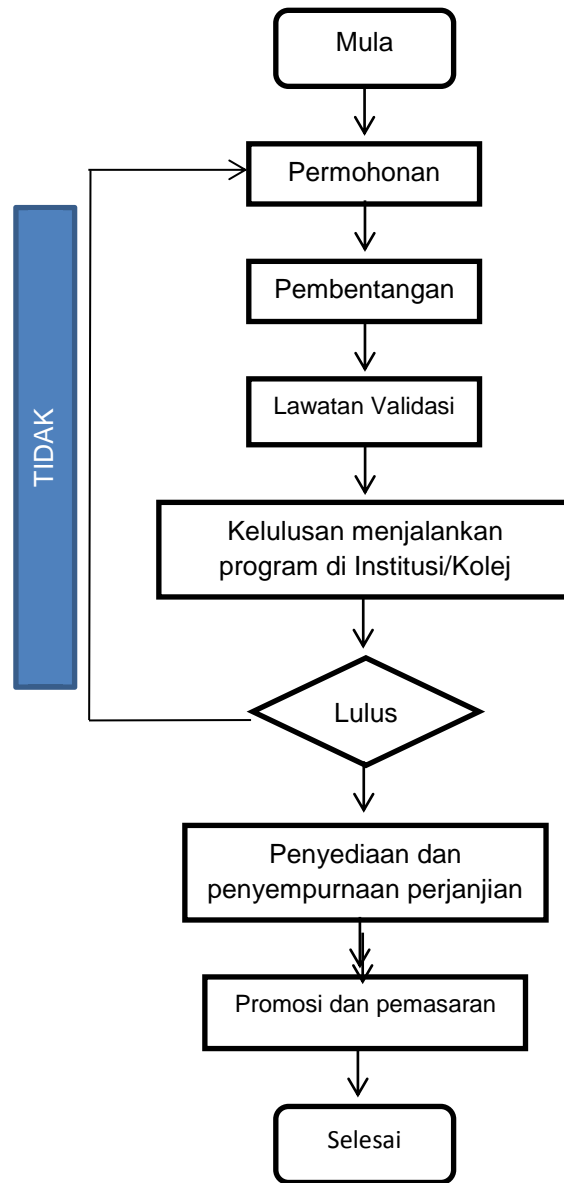 Mula
Permohonan
Pembentangan
Lawatan Validasi
TIDAK
Kelulusan menjalankan
program di Institusi/Kolej
Lulus
Penyediaan dan
penyempurnaan perjanjian
Promosi dan pemasaran
Selesai